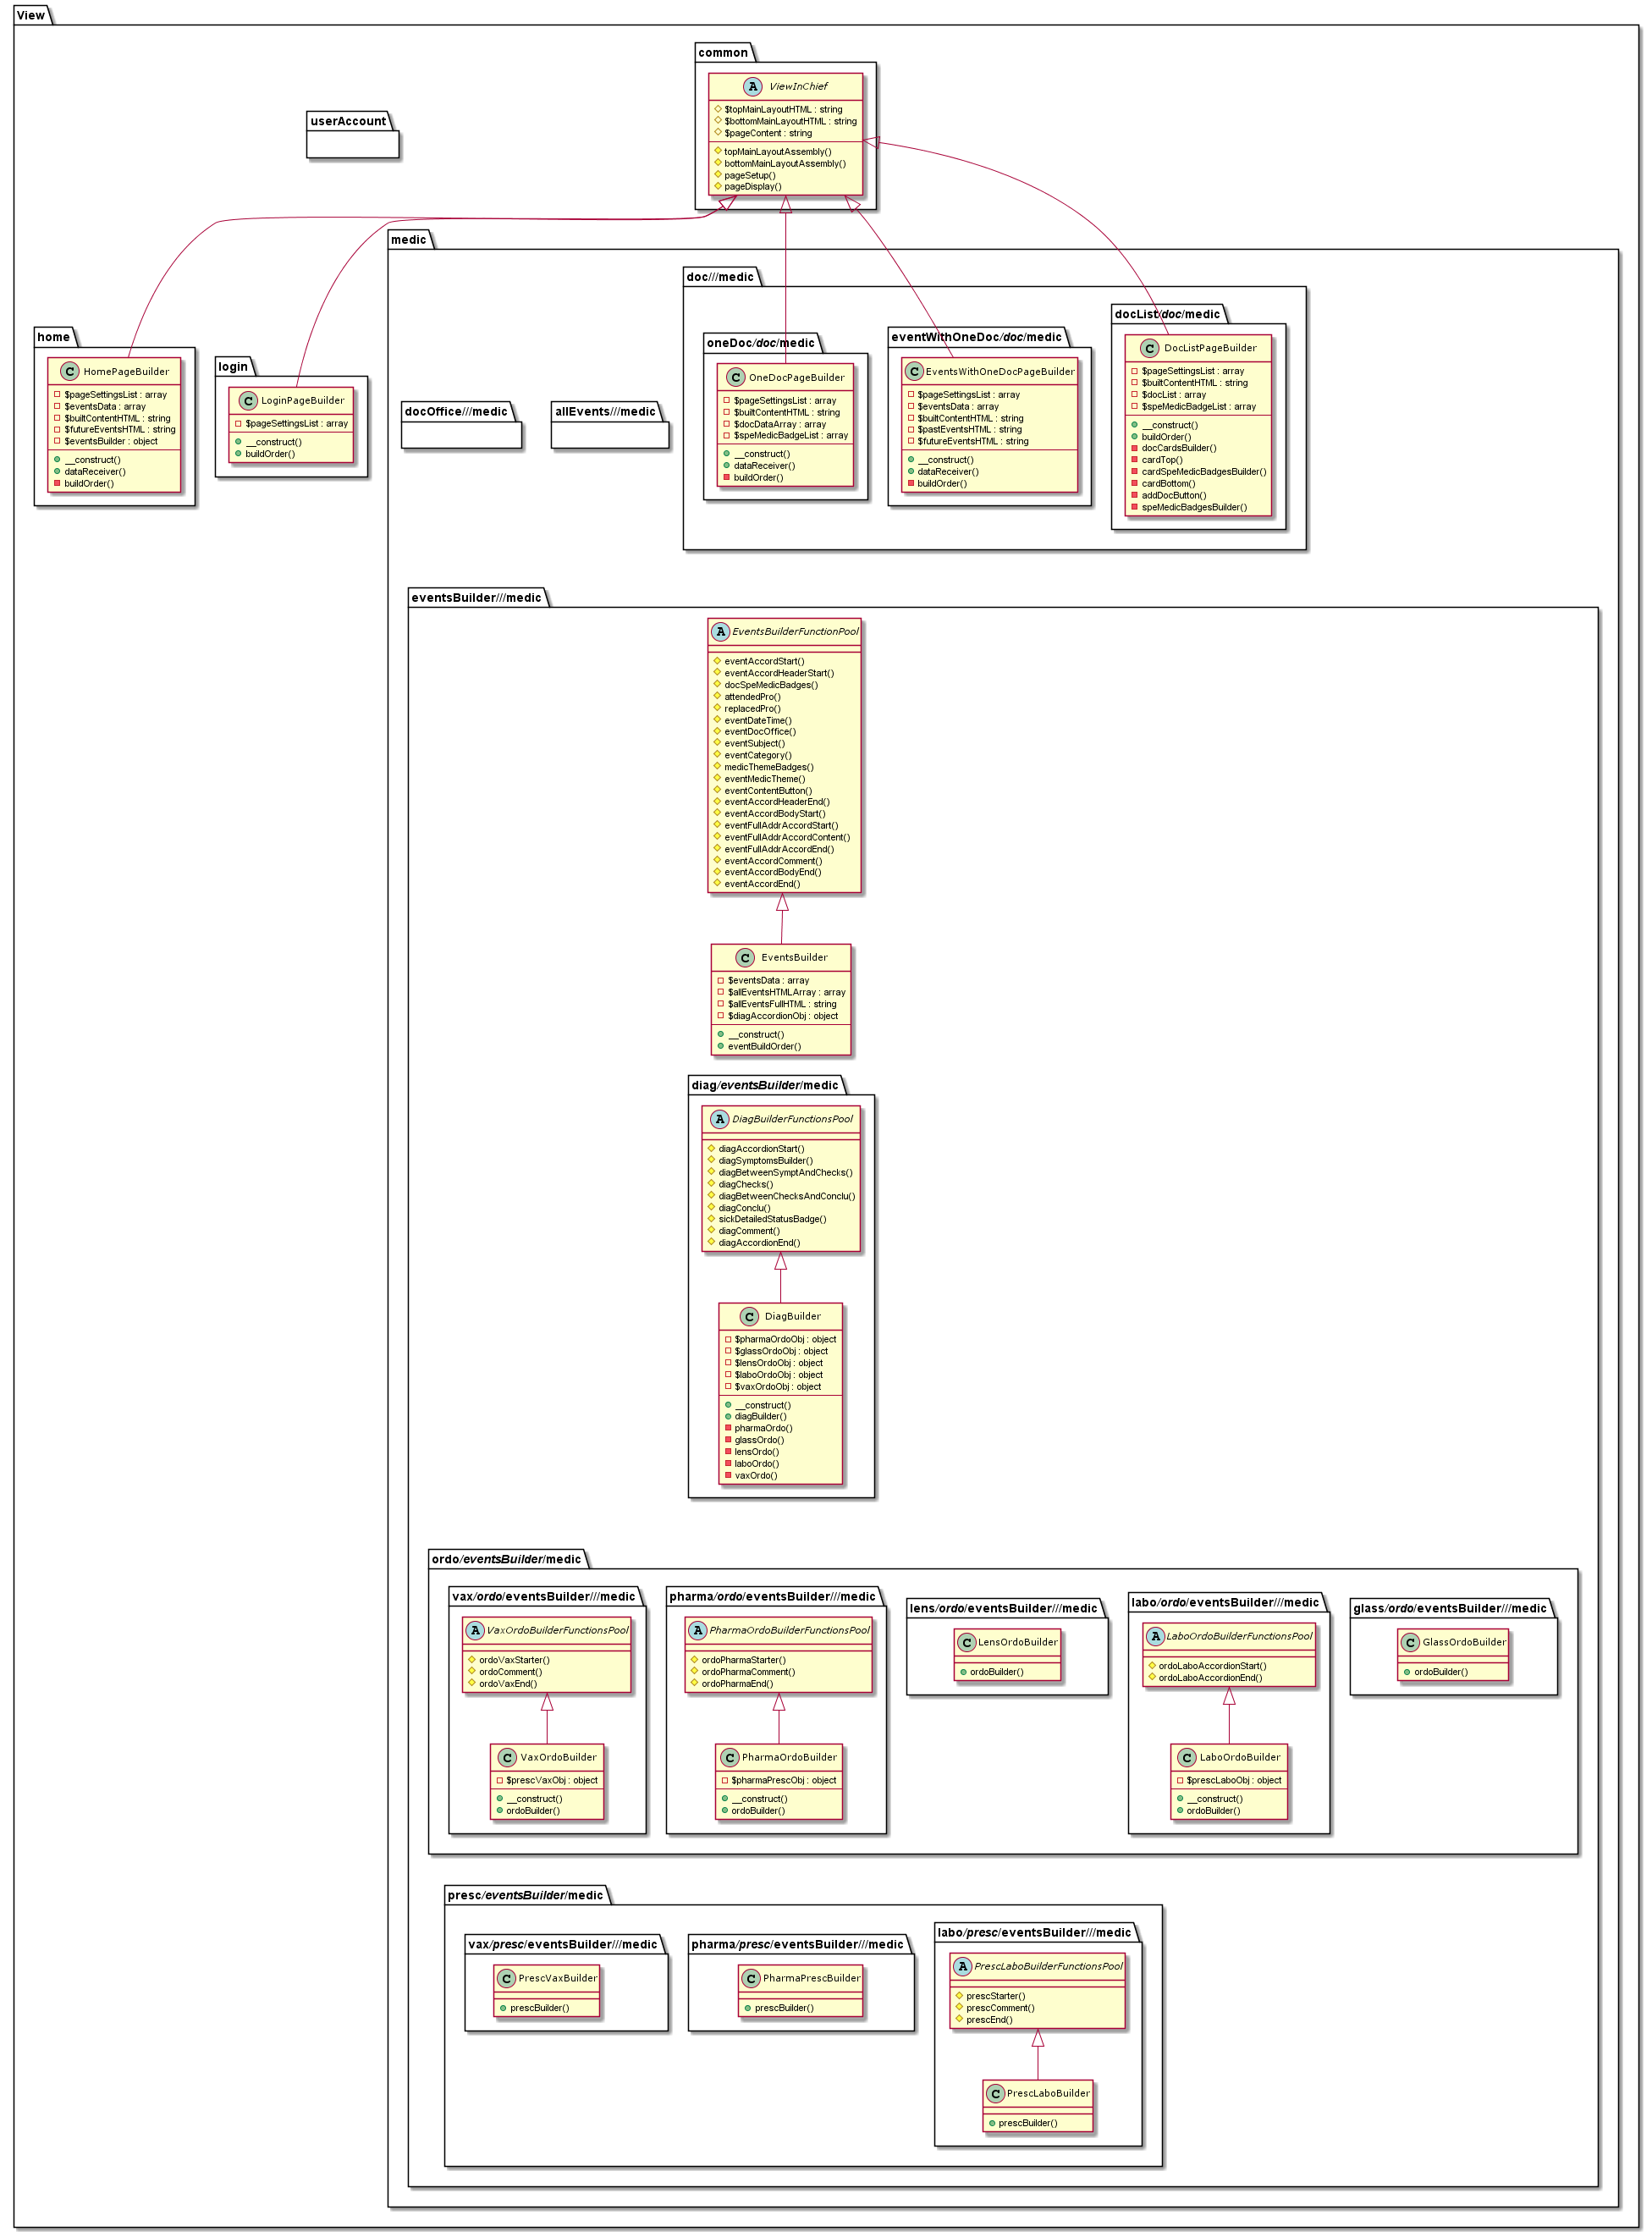 View
common
A ViewInChief
$topMainLayoutHTML : string
$bottomMainLayoutHTML : string
$pageContent : string
topMainLayoutAssembly()
bottomMainLayoutAssembly()
pageSetup()
pageDisplay()
userAccount
home
C HomePageBuilder
$pageSettingsList : array
$eventsData : array
$builtContentHTML : string
$futureEventsHTML : string
$eventsBuilder : object
__construct()
dataReceiver()
buildOrder()
login
C LoginPageBuilder
$pageSettingsList : array
__construct()
buildOrder()
medic
docOffice///medic
allEvents///medic
doc///medic
oneDoc/doc/medic
C OneDocPageBuilder
$pageSettingsList : array
$builtContentHTML : string
$docDataArray : array
$speMedicBadgeList : array
__construct()
dataReceiver()
buildOrder()
eventWithOneDoc/doc/medic
C EventsWithOneDocPageBuilder
$pageSettingsList : array
$eventsData : array
$builtContentHTML : string
$pastEventsHTML : string
$futureEventsHTML : string
__construct()
dataReceiver()
buildOrder()
docList/doc/medic
C DocListPageBuilder
$pageSettingsList : array
$builtContentHTML : string
$docList : array
$speMedicBadgeList : array
__construct()
buildOrder()
docCardsBuilder()
cardTop()
cardSpeMedicBadgesBuilder()
cardBottom()
addDocButton()
speMedicBadgesBuilder()
eventsBuilder///medic
A EventsBuilderFunctionPool
eventAccordStart()
eventAccordHeaderStart()
docSpeMedicBadges()
attendedPro()
replacedPro()
eventDateTime()
eventDocOffice()
eventSubject()
eventCategory()
medicThemeBadges()
eventMedicTheme()
eventContentButton()
eventAccordHeaderEnd()
eventAccordBodyStart()
eventFullAddrAccordStart()
eventFullAddrAccordContent()
eventFullAddrAccordEnd()
eventAccordComment()
eventAccordBodyEnd()
eventAccordEnd()
C EventsBuilder
$eventsData : array
$allEventsHTMLArray : array
$allEventsFullHTML : string
$diagAccordionObj : object
__construct()
eventBuildOrder()
diag/eventsBuilder/medic
A DiagBuilderFunctionsPool
diagAccordionStart()
diagSymptomsBuilder()
diagBetweenSymptAndChecks()
diagChecks()
diagBetweenChecksAndConclu()
diagConclu()
sickDetailedStatusBadge()
diagComment()
diagAccordionEnd()
C DiagBuilder
$pharmaOrdoObj : object
$glassOrdoObj : object
$lensOrdoObj : object
$laboOrdoObj : object
$vaxOrdoObj : object
__construct()
diagBuilder()
pharmaOrdo()
glassOrdo()
lensOrdo()
laboOrdo()
vaxOrdo()
ordo/eventsBuilder/medic
vax/ordo/eventsBuilder///medic
A VaxOrdoBuilderFunctionsPool
ordoVaxStarter()
ordoComment()
ordoVaxEnd()
C VaxOrdoBuilder
$prescVaxObj : object
__construct()
ordoBuilder()
pharma/ordo/eventsBuilder///medic
A PharmaOrdoBuilderFunctionsPool
ordoPharmaStarter()
ordoPharmaComment()
ordoPharmaEnd()
C PharmaOrdoBuilder
$pharmaPrescObj : object
__construct()
ordoBuilder()
lens/ordo/eventsBuilder///medic
C LensOrdoBuilder
ordoBuilder()
labo/ordo/eventsBuilder///medic
A LaboOrdoBuilderFunctionsPool
ordoLaboAccordionStart()
ordoLaboAccordionEnd()
C LaboOrdoBuilder
$prescLaboObj : object
__construct()
ordoBuilder()
glass/ordo/eventsBuilder///medic
C GlassOrdoBuilder
ordoBuilder()
presc/eventsBuilder/medic
vax/presc/eventsBuilder///medic
C PrescVaxBuilder
prescBuilder()
pharma/presc/eventsBuilder///medic
C PharmaPrescBuilder
prescBuilder()
labo/presc/eventsBuilder///medic
A PrescLaboBuilderFunctionsPool
prescStarter()
prescComment()
prescEnd()
C PrescLaboBuilder
prescBuilder()